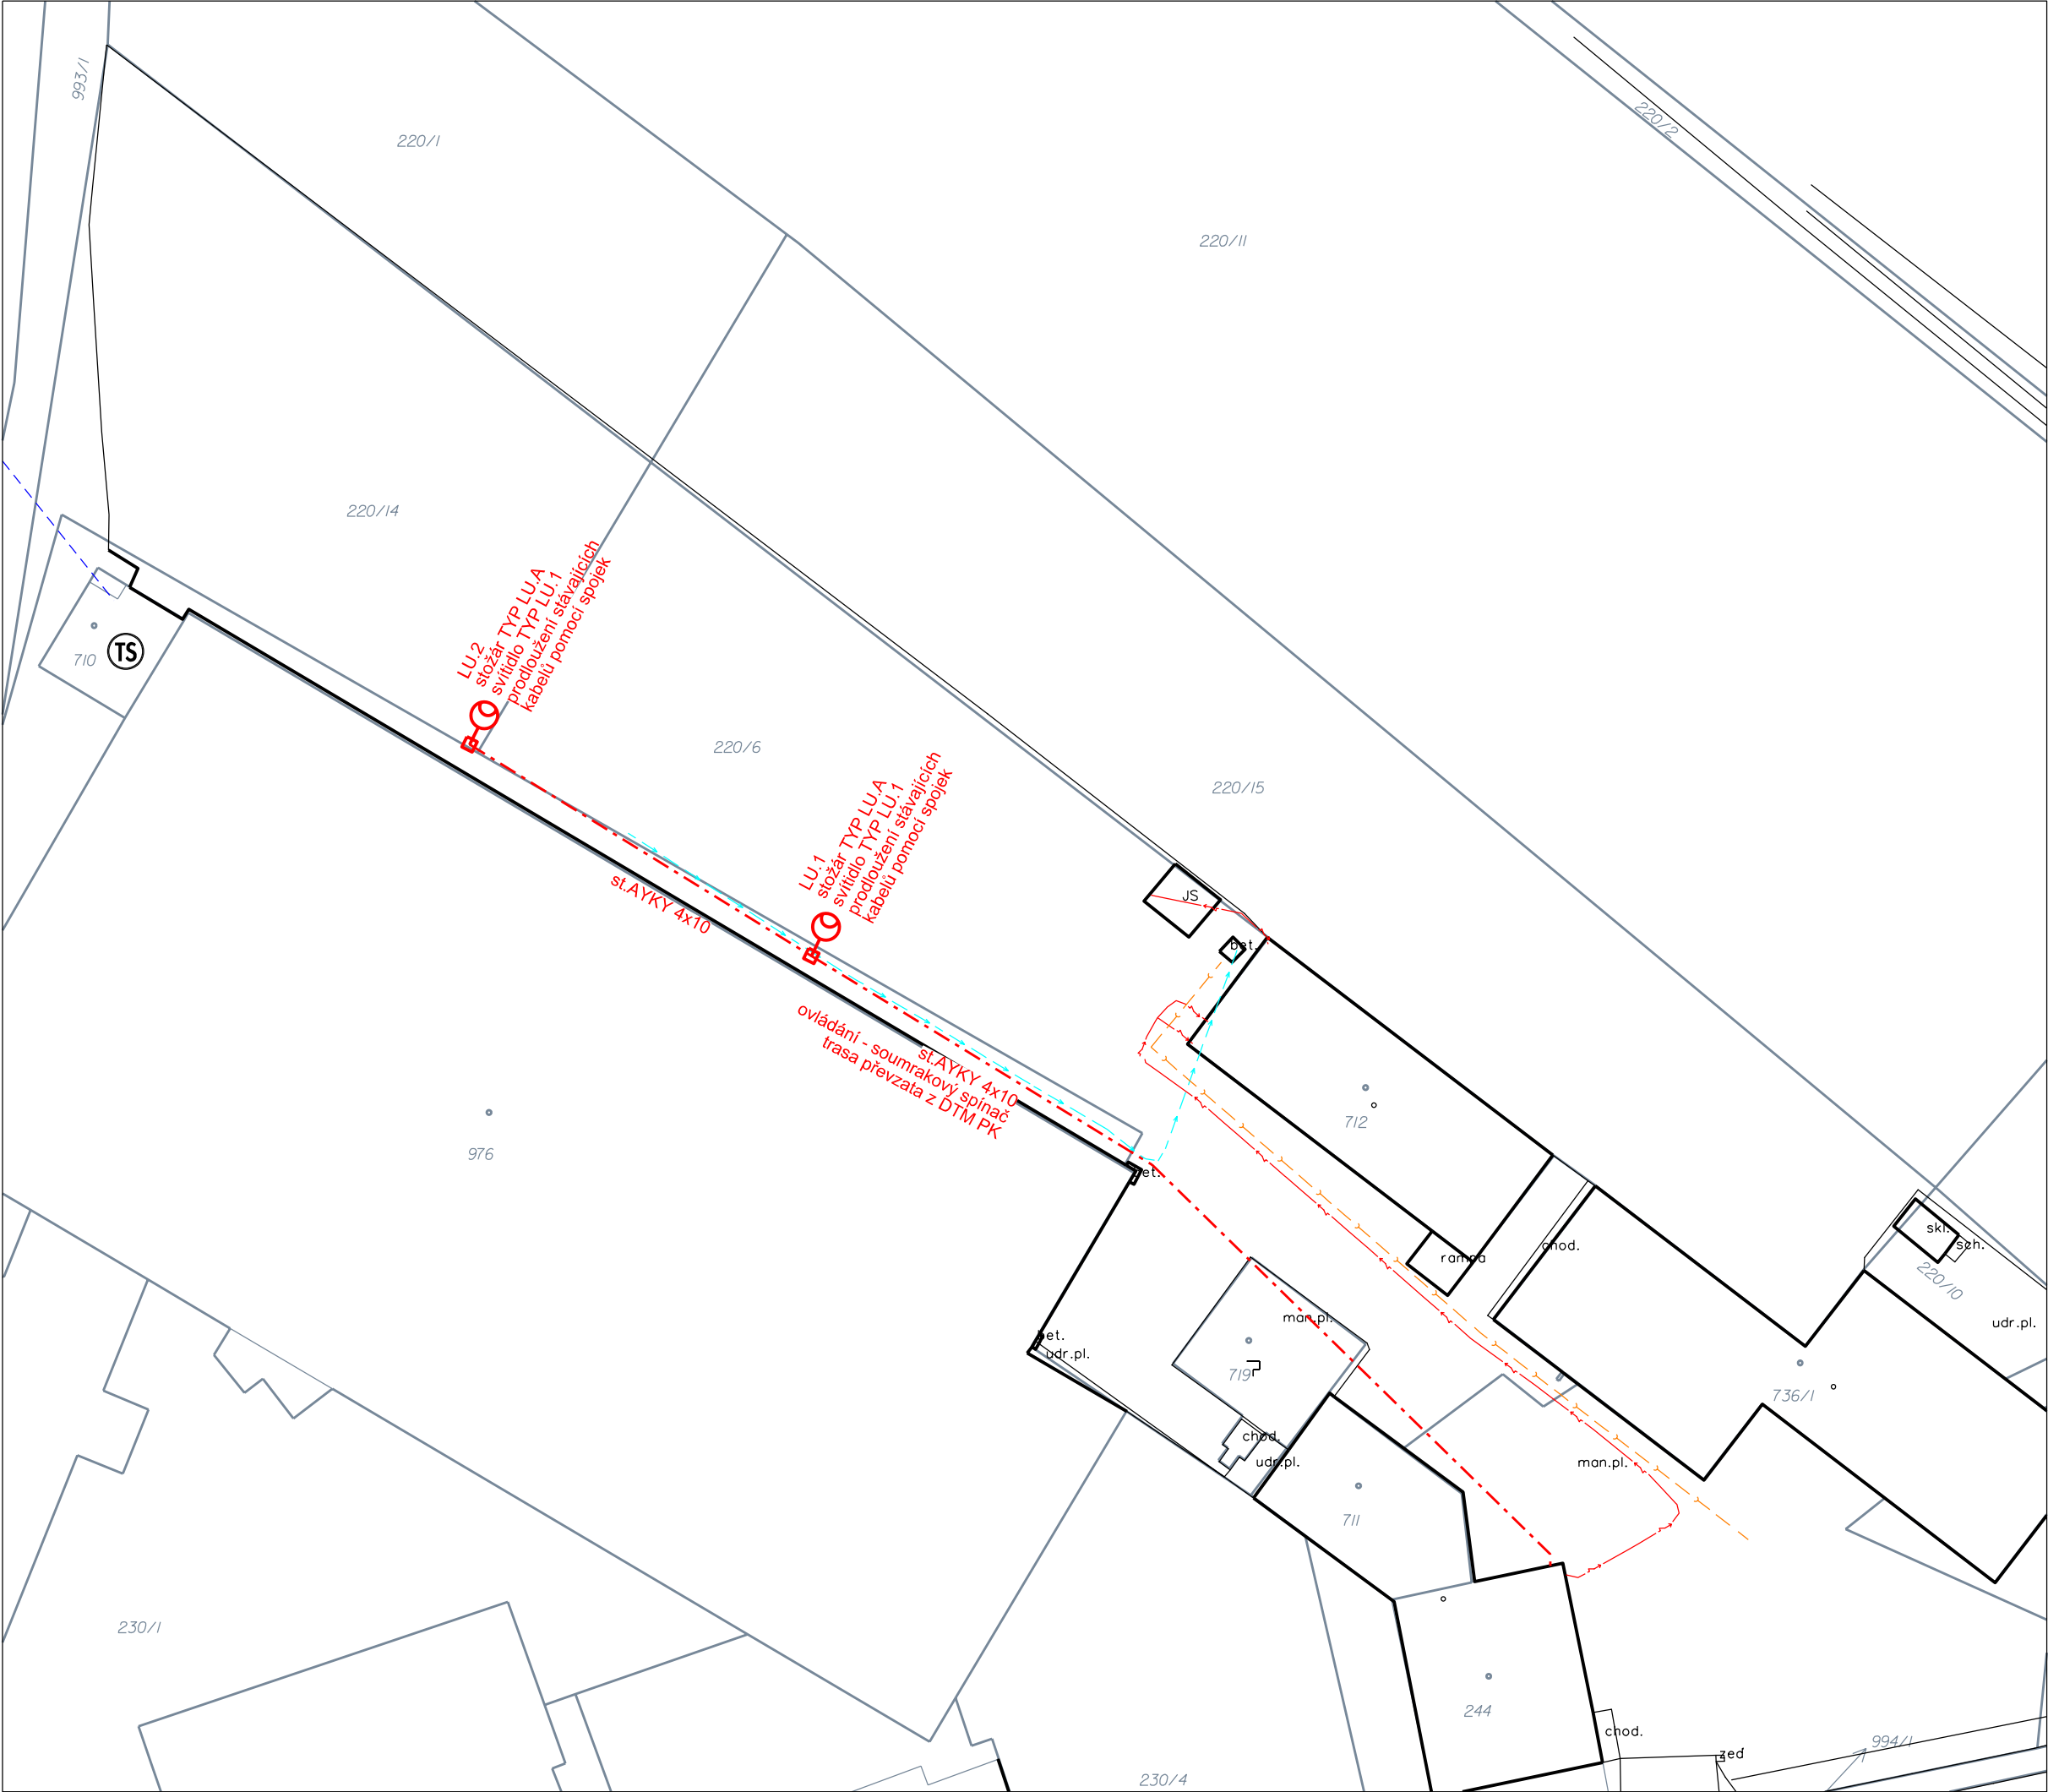 993/1
220/1
220/2
220/11
220/14
LU.2
stožár TYP LU.A
svítidlo TYP LU.1
prodloužení stávajících
kabelů pomocí spojek
710
TS
220/6
220/15
LU.1
stožár TYP LU.A
svítidlo TYP LU.1
prodloužení stávajících
kabelů pomocí spojek
st.AYKY 4x10
JS
bet.
st.AYKY 4x10
ovládání - soumrakový spínač
trasa převzata z DTM PK
712
976
bet.
skl.
sch.
chod.
rampa
220/10
man.pl.
udr.pl.
bet.
udr.pl.
719
736/1
chod.
udr.pl.
man.pl.
711
230/1
244
chod.
zeď
994/1
230/4